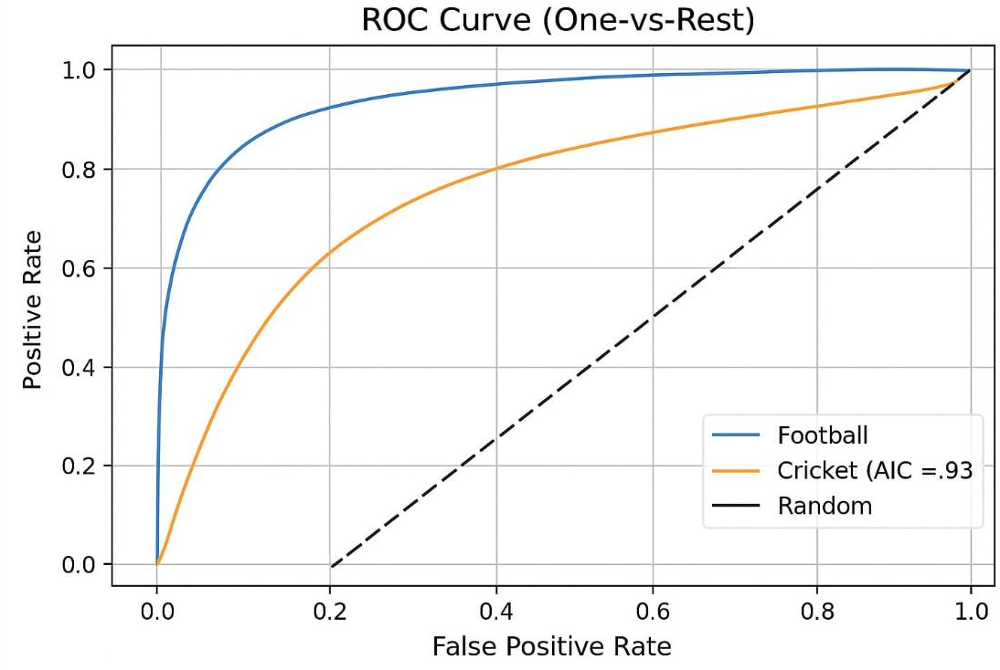 ROC Curve (One-vs-Rest)
1.0
0.8
0.6
0.4
0.2
0.0
Positive Rate
Football
Cricket (AIC =.93
Random
0.0 0.2 0.4 0.6 0.8 1.0
False Positive Rate